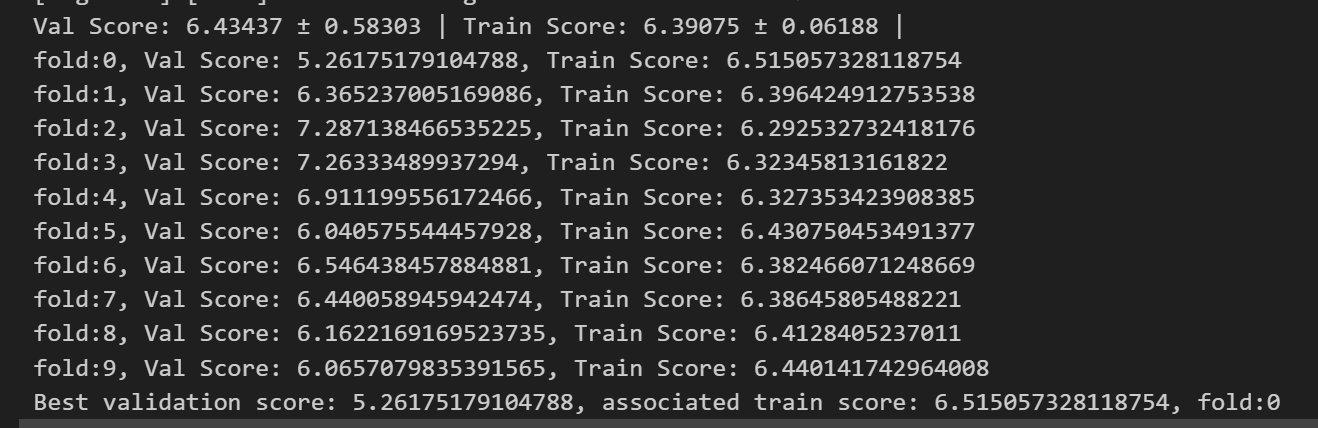 Val Score: 6.43437 ± 0.58303 | Train Score: 6.39075 ± 0.06188 |
fold:0, Val Score: 5.26175179104788, Train Score: 6.515057328118754
fold:1, Val Score: 6.365237005169086, Train Score: 6.396424912753538
fold:2, Val Score: 7.287138466535225, Train Score: 6.292532732418176
fold:3, Val Score: 7.26333489937294, Train Score: 6.32345813161822
fold:4, Val Score: 6.911199556172466, Train Score: 6.327353423908385
fold:5, Val Score: 6.040575544457928, Train Score: 6.430750453491377
fold:6, Val Score: 6.546438457884881, Train Score: 6.382466071248669
fold:7, Val Score: 6.440058945942474, Train Score: 6.38645805488221
fold:8, Val Score: 6.1622169169523735, Train Score: 6.4128405237011
fold:9, Val Score: 6.0657079835391565, Train Score: 6.440141742964008
Best validation score: 5.26175179104788, associated train score: 6.515057328118754, fold:0